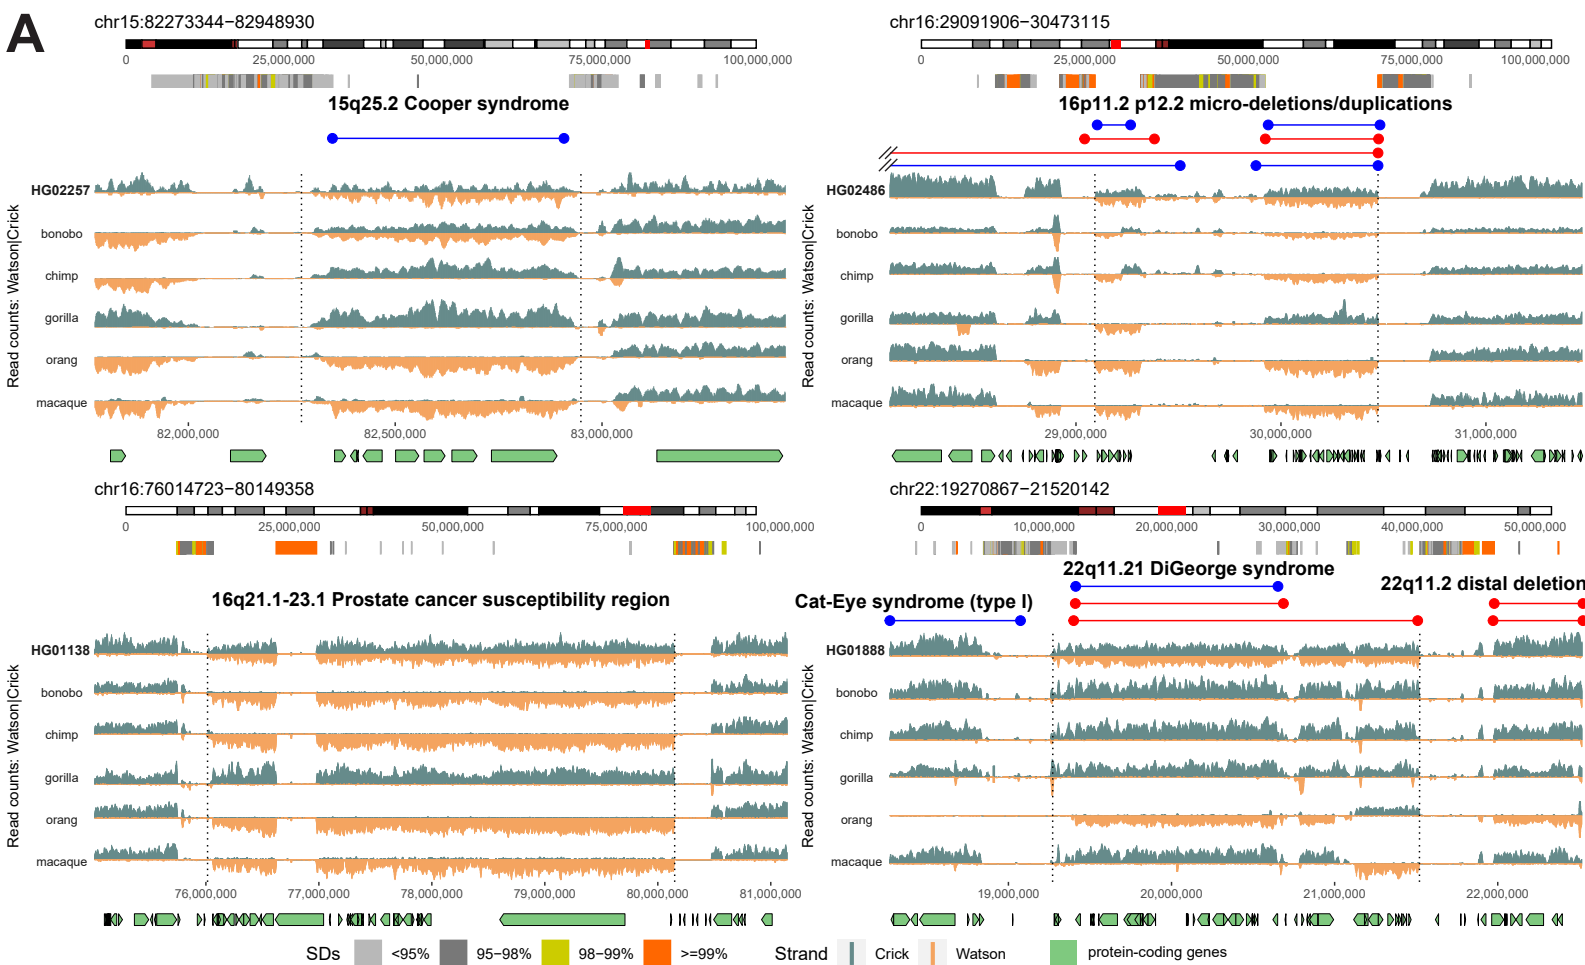 A
chr15:82273344−82948930
0
25,000,000
50,000,000
75,000,000
100,000,000
15q25.2 Cooper syndrome
Read counts: Watson|Crick
HG02257
bonobo
chimp
gorilla
orang
macaque
82,000,000
82,500,000
83,000,000
chr16:29091906−30473115
0
25,000,000
50,000,000
75,000,000
100,000,000
16p11.2 p12.2 micro-deletions/duplications
Read counts: Watson|Crick
HG02486
bonobo
chimp
gorilla
orang
macaque
29,000,000
30,000,000
31,000,000
chr16:76014723−80149358
0
25,000,000
50,000,000
75,000,000
100,000,000
16q21.1-23.1 Prostate cancer susceptibility region
Read counts: Watson|Crick
HG01138
bonobo
chimp
gorilla
orang
macaque
76,000,000
77,000,000
78,000,000
79,000,000
80,000,000
81,000,000
chr22:19270867−21520142
0
10,000,000
20,000,000
30,000,000
40,000,000
50,000,000
22q11.21 DiGeorge syndrome
22q11.2 distal deletion
Cat-Eye syndrome (type I)
Read counts: Watson|Crick
HG01888
bonobo
chimp
gorilla
orang
macaque
19,000,000
20,000,000
21,000,000
22,000,000
SDs <95% 95−98% 98−99% >=99% Strand Crick Watson protein-coding genes